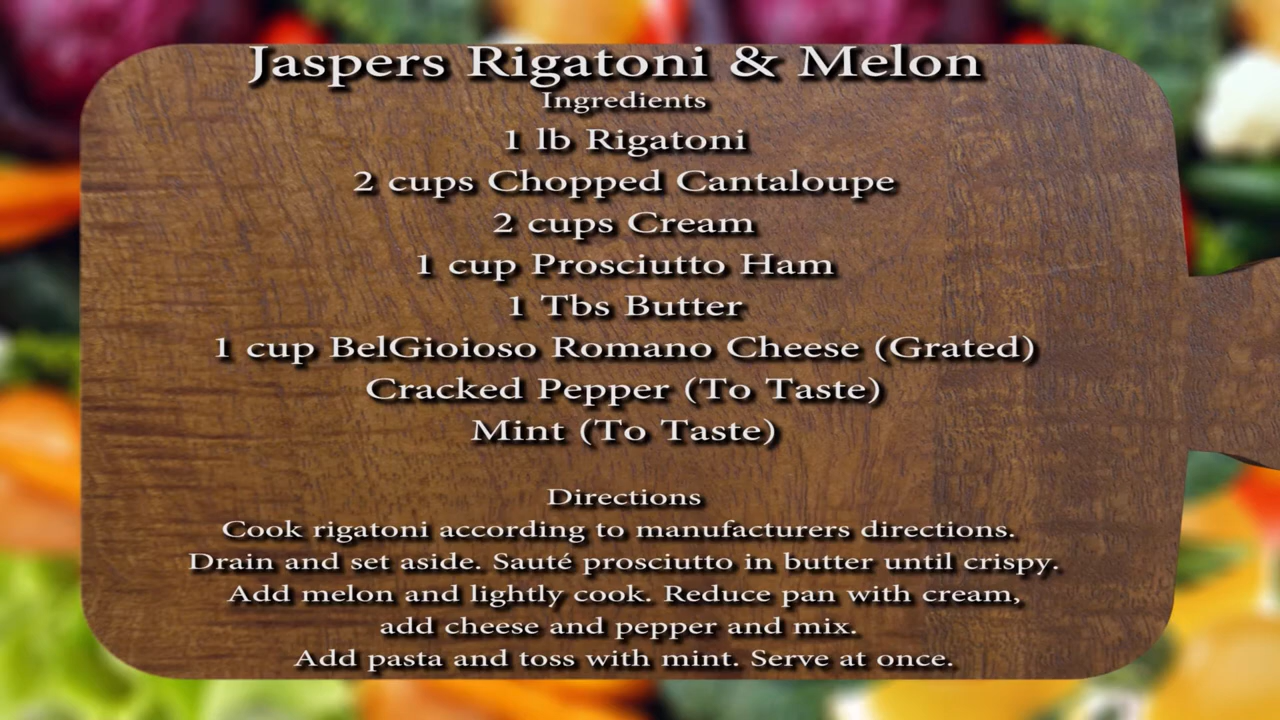 Jaspers Rigatoni & Melon
Ingredients
1 lb Rigatoni
2 cups Chopped Cantaloupe
2 cups Cream
1 cup Prosciutto Ham
1 Tbs Butter
1 cup BelGioioso Romano Cheese (Grated)
Cracked Pepper (To Taste)
Mint (To Taste)
Directions
Cook rigatoni according to manufacturers directions.
Drain and set aside. Sauté prosciutto in butter until crispy.
Add melon and lightly cook. Reduce pan with cream,
add cheese and pepper and mix.
Add pasta and toss with mint. Serve at once.